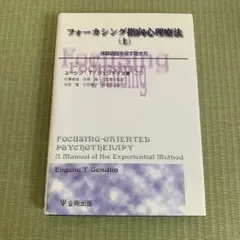 フォーカシング指向心理療法
(上)
体験過程を促す聴き方
ユージン・T・ジェンドリン著
Focusing
FOCUSING-ORIENTED
PSYCHOTHERAPY
A Manual of the Experiential Method
Eugene T. Gendlin
金剛出版